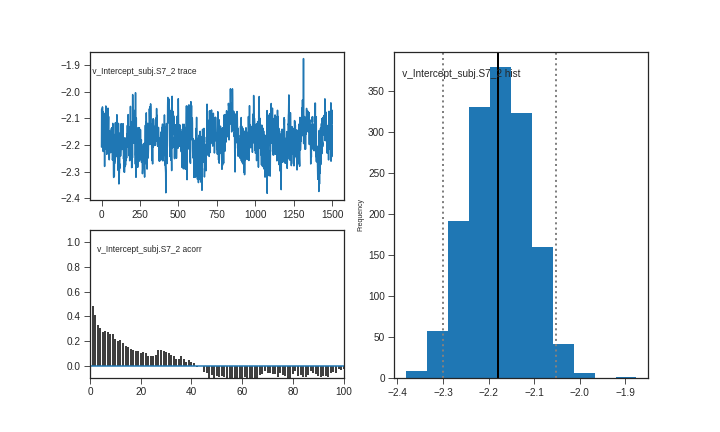 v_Intercept_subj.S7_2 trace
−1.9
−2.0
−2.1
−2.2
−2.3
−2.4
0 250 500 750 1000 1250 1500
v_Intercept_subj.S7_2 acorr
1.0
0.8
0.6
0.4
0.2
0.0
0 20 40 60 80 100
v_Intercept_subj.S7_2 hist
Frequency
350
300
250
200
150
100
50
0
−2.4 −2.3 −2.2 −2.1 −2.0 −1.9